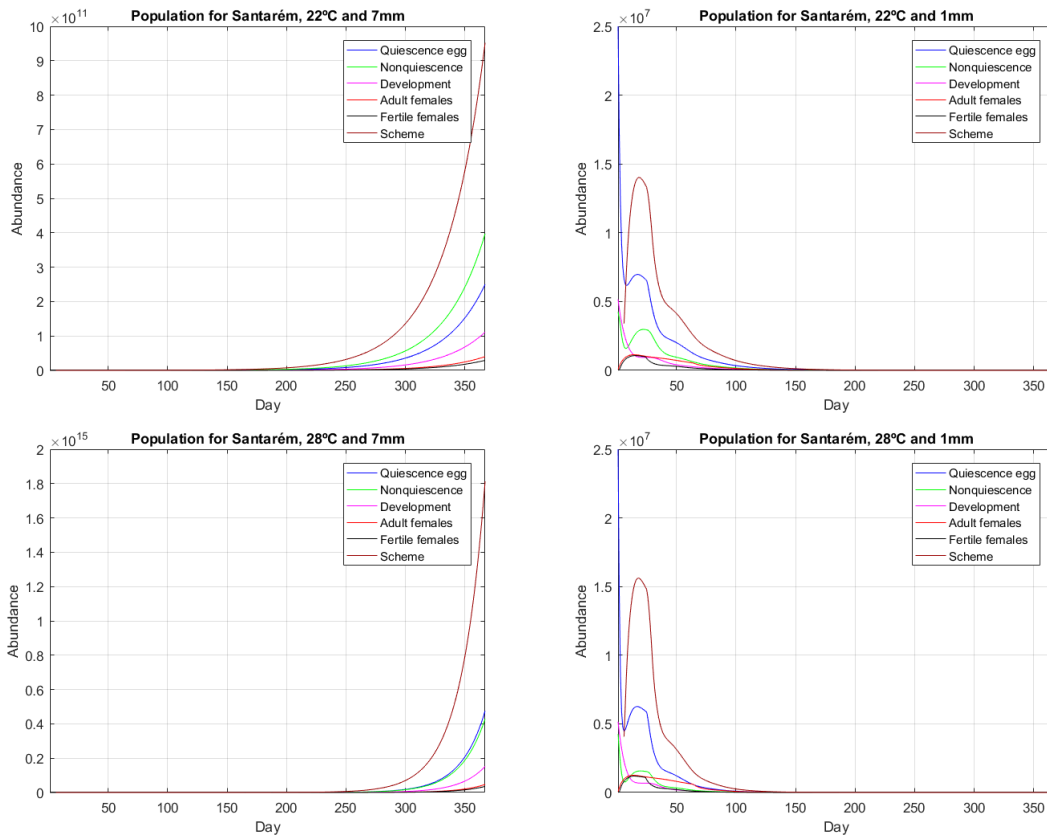 Population for Santarém, 22ºC and 7mm
×10^11
10
9
8
7
6
5
4
3
2
1
0
50 100 150 200 250 300 350
Abundance
Day
Quiescence egg
Nonquiescence
Development
Adult females
Fertile females
Scheme
Population for Santarém, 22ºC and 1mm
×10^7
2.5
2
1.5
1
0.5
0
50 100 150 200 250 300 350
Abundance
Day
Quiescence egg
Nonquiescence
Development
Adult females
Fertile females
Scheme
Population for Santarém, 28ºC and 7mm
×10^15
2
1.8
1.6
1.4
1.2
1
0.8
0.6
0.4
0.2
0
50 100 150 200 250 300 350
Abundance
Day
Quiescence egg
Nonquiescence
Development
Adult females
Fertile females
Scheme
Population for Santarém, 28ºC and 1mm
×10^7
2.5
2
1.5
1
0.5
0
50 100 150 200 250 300 350
Abundance
Day
Quiescence egg
Nonquiescence
Development
Adult females
Fertile females
Scheme